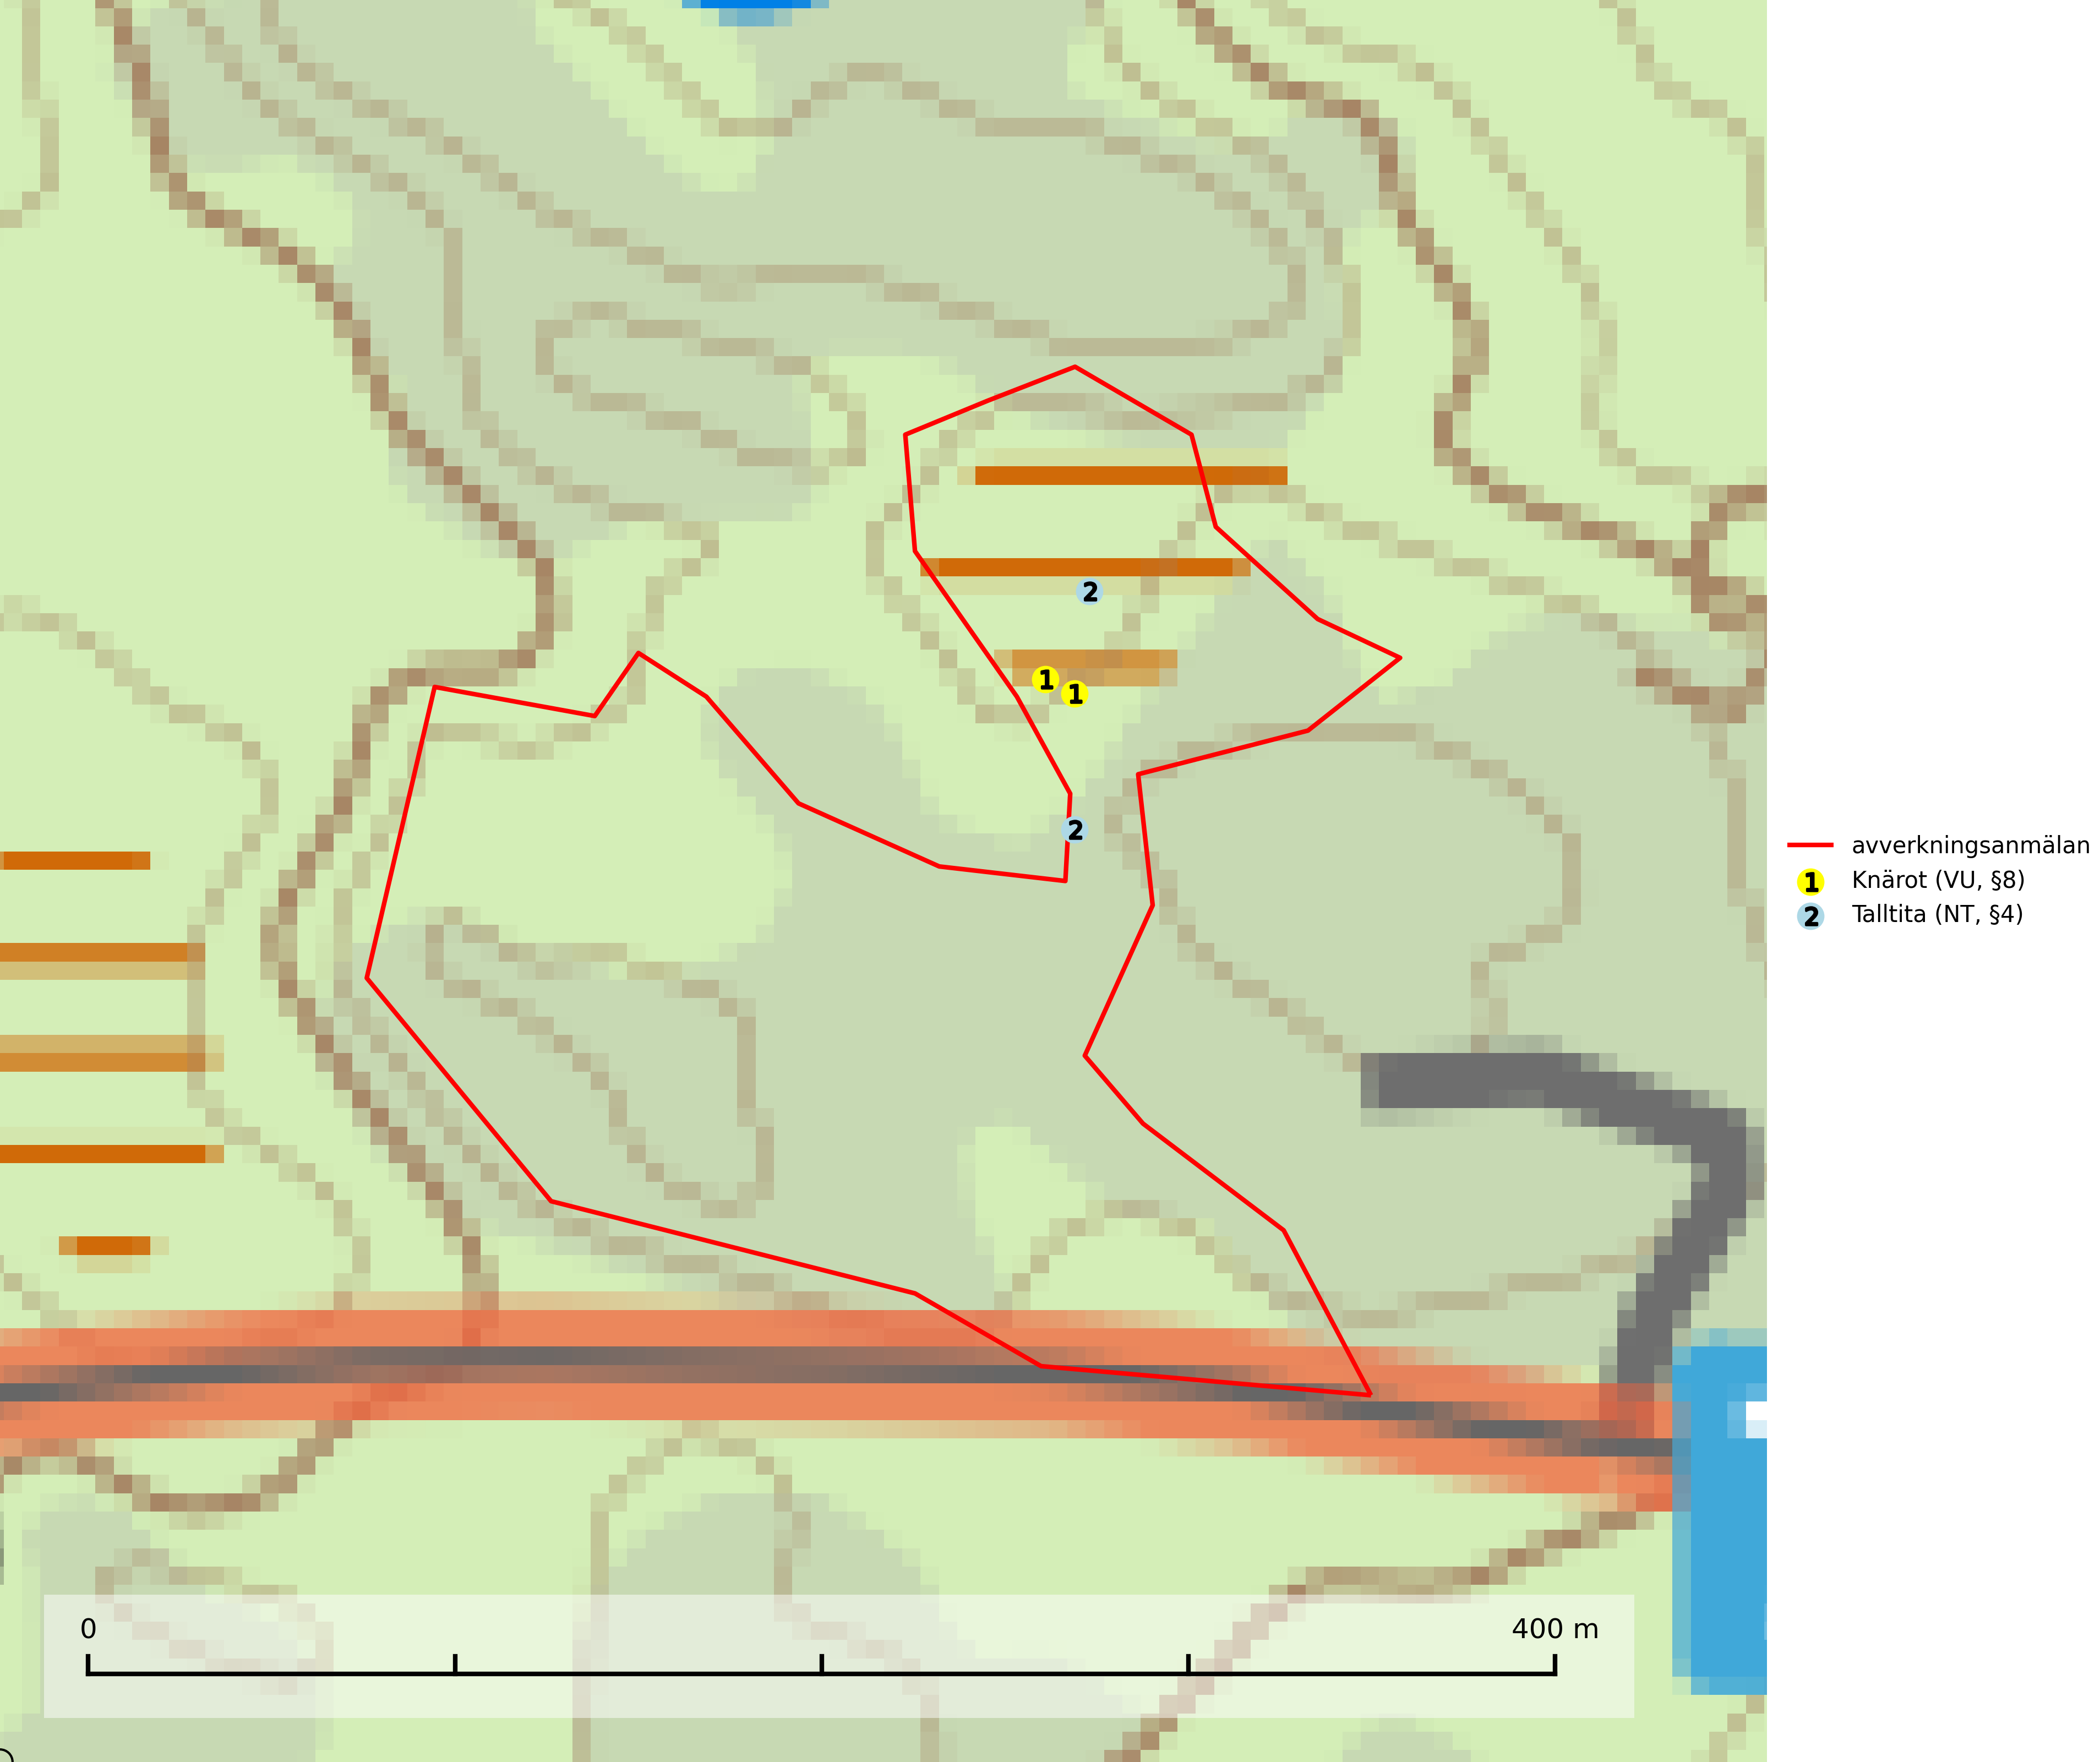 2
1
1
2
avverkningsanmälan
1 Knärot (VU, §8)
2 Talltita (NT, §4)
0 400 m